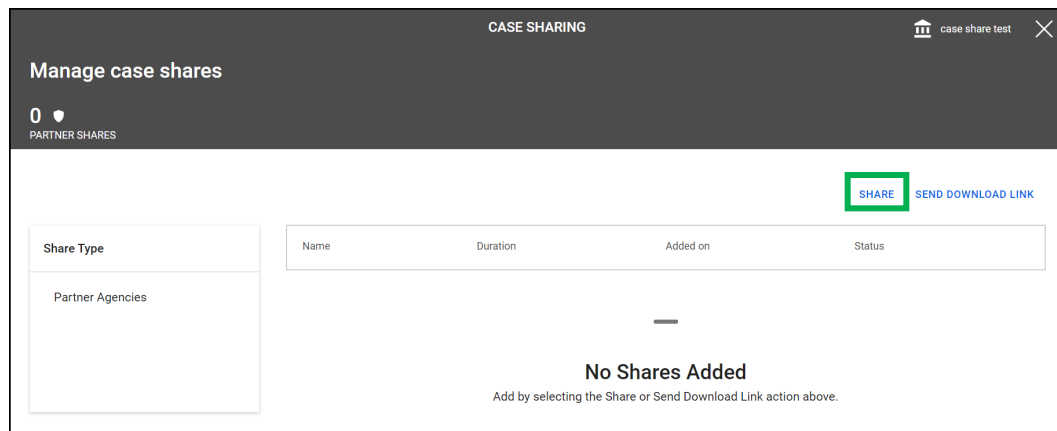 CASE SHARING
case share test
Manage case shares
0
PARTNER SHARES
SHARE
SEND DOWNLOAD LINK
Share Type
Partner Agencies
Name
Duration
Added on
Status
No Shares Added
Add by selecting the Share or Send Download Link action above.